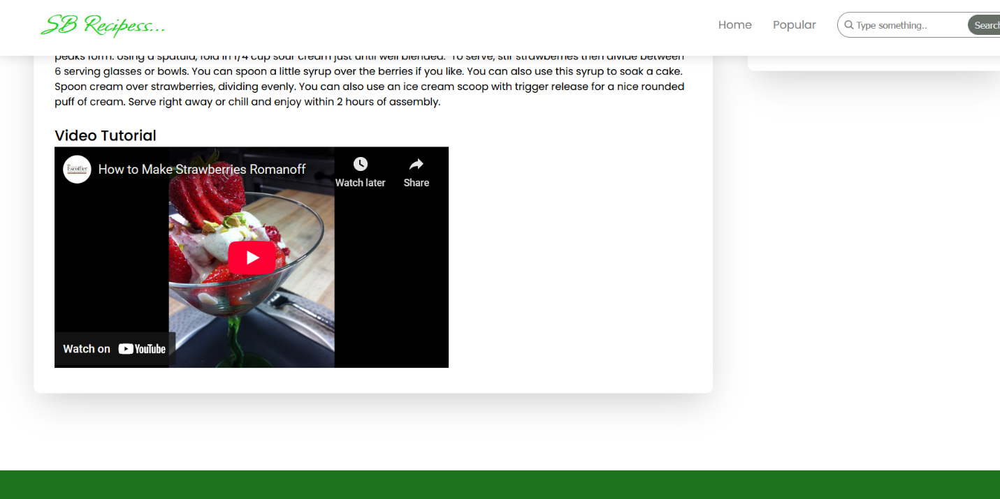 SB Recipess...
Home
Popular
Type something..
Search
peaks form. Using a spatula, fold in 1/4 cup sour cream just until well blended. To serve, stir strawberries then divide between
6 serving glasses or bowls. You can spoon a little syrup over the berries if you like. You can also use this syrup to soak a cake.
Spoon cream over strawberries, dividing evenly. You can also use an ice cream scoop with trigger release for a nice rounded
puff of cream. Serve right away or chill and enjoy within 2 hours of assembly.
Video Tutorial
Escoffier
How to Make Strawberries Romanoff
Watch later
Share
Watch on YouTube